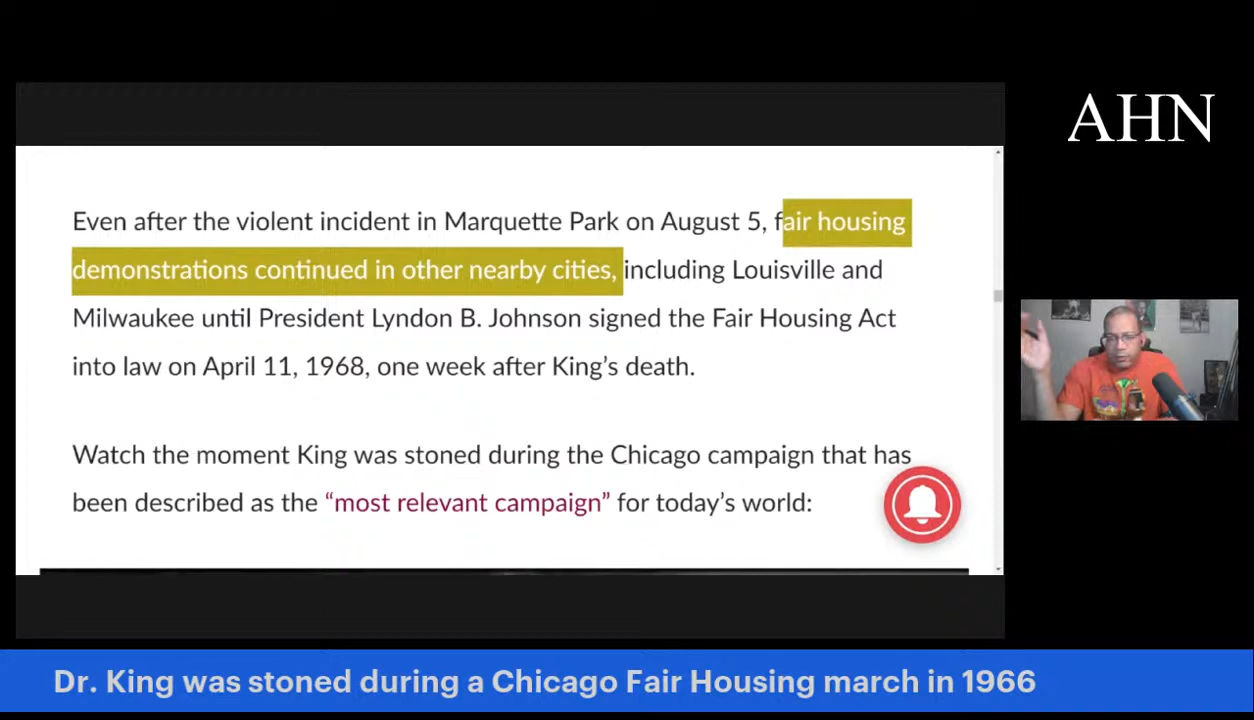 AHN
Even after the violent incident in Marquette Park on August 5, fair housing
demonstrations continued in other nearby cities, including Louisville and
Milwaukee until President Lyndon B. Johnson signed the Fair Housing Act
into law on April 11, 1968, one week after King’s death.
Watch the moment King was stoned during the Chicago campaign that has
been described as the “most relevant campaign” for today’s world:
Dr. King was stoned during a Chicago Fair Housing march in 1966